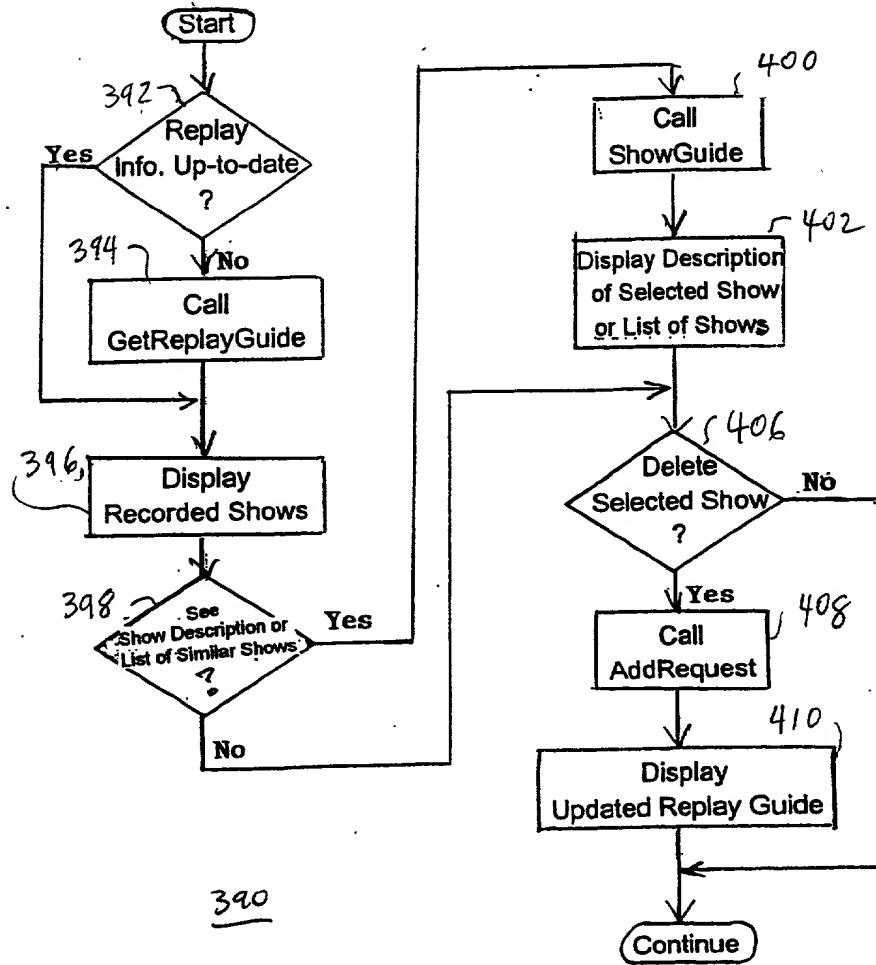 Start
392
Replay
Info. Up-to-date
?
Yes
No
394
Call
GetReplayGuide
396
Display
Recorded Shows
398
See
Show Description or
List of Similar Shows
?
Yes
No
400
Call
ShowGuide
402
Display Description
of Selected Show
or List of Shows
406
Delete
Selected Show
?
No
Yes
408
Call
AddRequest
410
Display
Updated Replay Guide
Continue
390